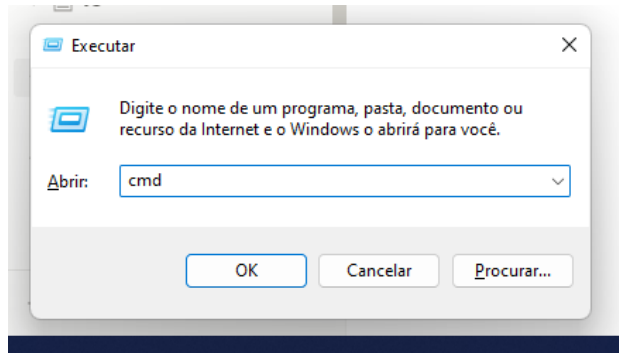 Executar
Digite o nome de um programa, pasta, documento ou
recurso da Internet e o Windows o abrirá para você.
Abrir:
cmd
OK
Cancelar
Procurar...